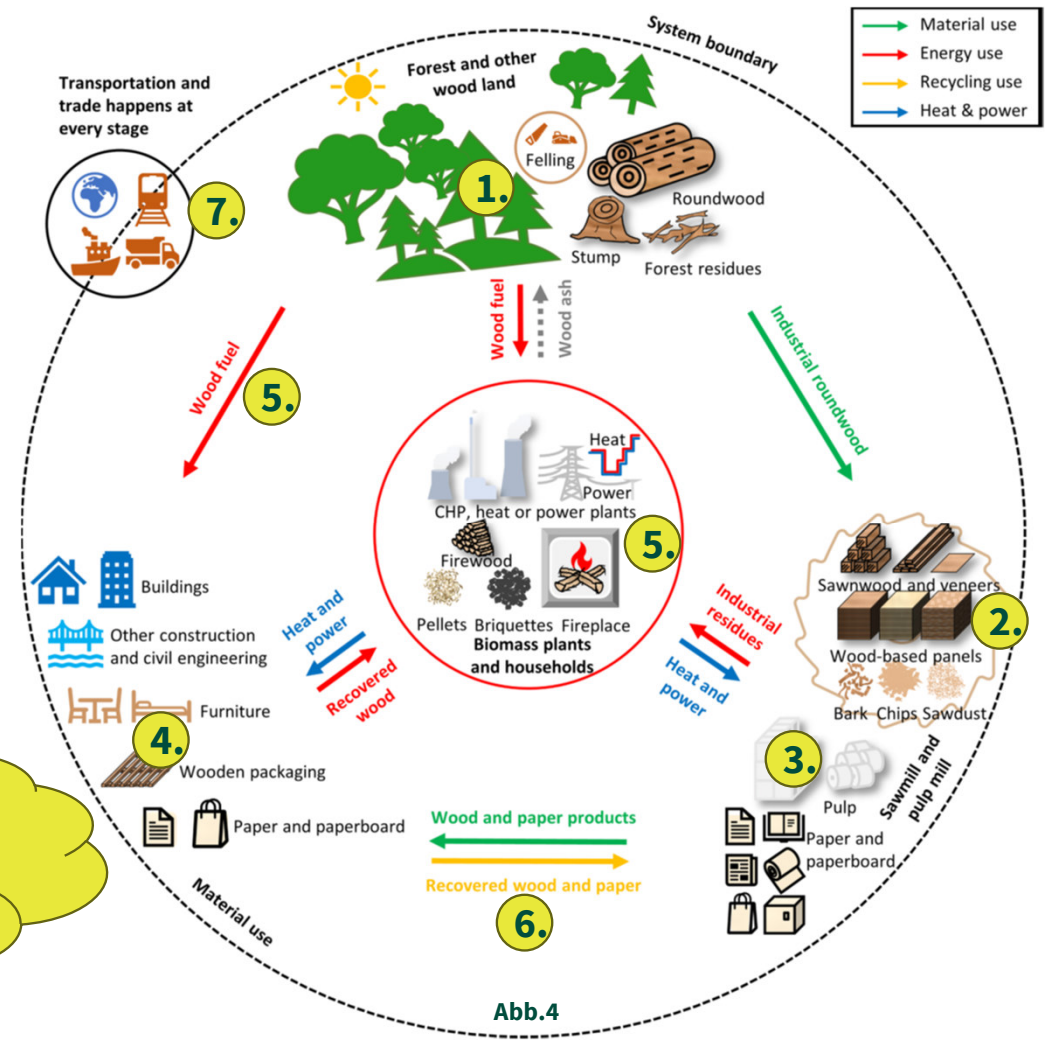 System boundary
Material use
Energy use
Recycling use
Heat & power
Transportation and
trade happens at
every stage
7.
Forest and other
wood land
Felling
1.
Roundwood
Stump
Forest residues
Wood fuel
5.
Wood fuel
Wood ash
Industrial roundwood
Heat
Power
CHP, heat or power plants
Firewood
5.
Pellets
Briquettes
Fireplace
Biomass plants
and households
Buildings
Other construction
and civil engineering
Furniture
4.
Wooden packaging
Paper and paperboard
Heat and
power
Recovered
wood
Industrial
residues
Heat and
power
Sawnwood and veneers
2.
Wood-based panels
Bark
Chips
Sawdust
3.
Pulp
Sawmill and
pulp mill
Paper and
paperboard
Wood and paper products
Recovered wood and paper
6.
Material use
Abb.4